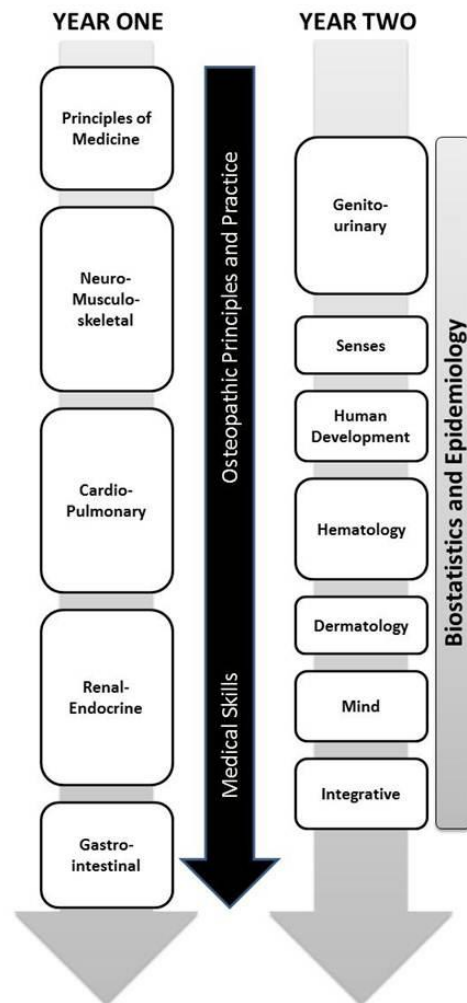 YEAR ONE
Principles of
Medicine
Neuro-
Musculo-
skeletal
Cardio-
Pulmonary
Renal-
Endocrine
Gastro-
intestinal
Osteopathic Principles and Practice
Medical Skills
YEAR TWO
Genito-
urinary
Senses
Human
Development
Hematology
Dermatology
Mind
Integrative
Biostatistics and Epidemiology